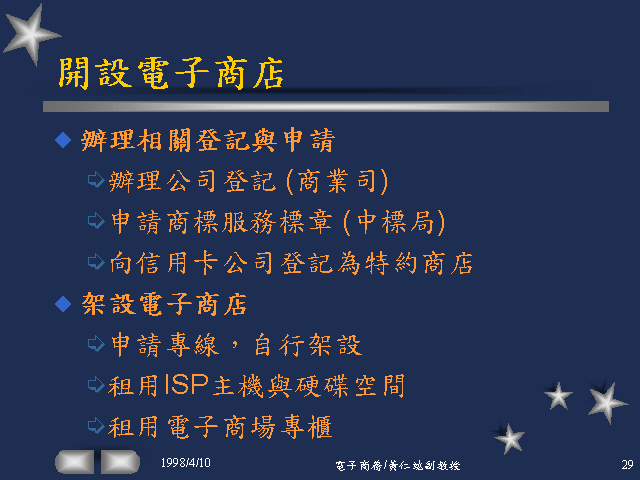 開設電子商店
辦理相關登記與申請
辦理公司登記 (商業司)
申請商標服務標章 (中標局)
向信用卡公司登記為特約商店
架設電子商店
申請專線，自行架設
租用ISP主機與硬碟空間
租用電子商場專櫃
1998/4/10
電子商務/黃仁
副教授
29